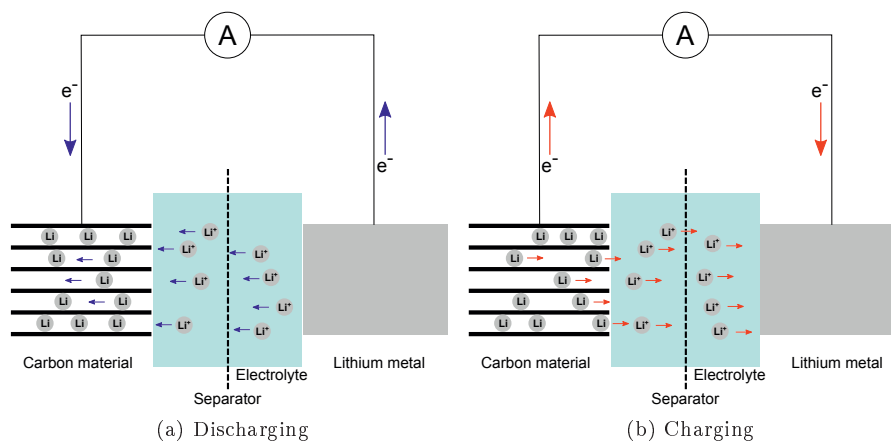 A
e⁻
e⁻
Li Li Li
Li Li
Li
Li Li
Li Li Li
Li⁺
Li⁺
Li⁺
Li⁺
Li⁺
Li⁺
Li⁺
Li⁺
Carbon material
Electrolyte
Lithium metal
Separator
(a) Discharging
A
e⁻
e⁻
Li Li Li
Li Li
Li
Li Li
Li Li Li
Li⁺
Li⁺
Li⁺
Li⁺
Li⁺
Li⁺
Li⁺
Li⁺
Carbon material
Electrolyte
Lithium metal
Separator
(b) Charging